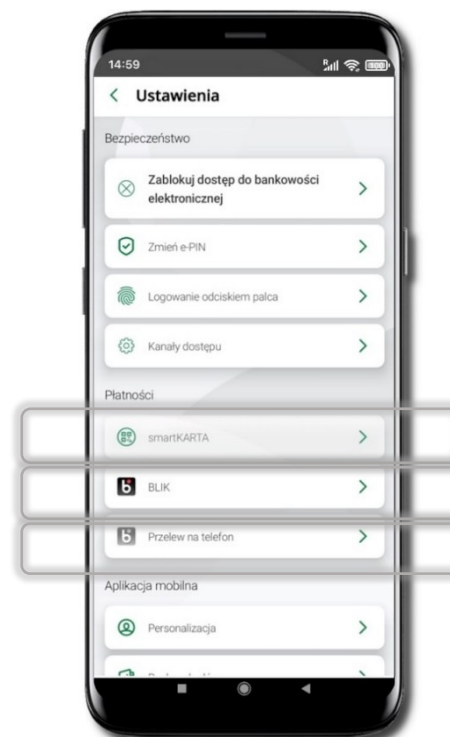 14:59
Ustawienia
Bezpieczeństwo
Zablokuj dostęp do bankowości
elektronicznej
Zmień e-PIN
Logowanie odciskiem palca
Kanały dostępu
Płatności
smartKARTA
BLIK
Przelew na telefon
Aplikacja mobilna
Personalizacja